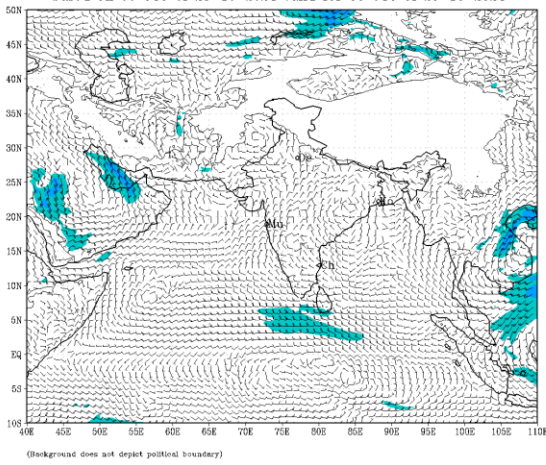 50N
45N
40N
35N
30N
25N
20N
15N
10N
5N
EQ
5S
10S
De
Mu
Ko
Ch
40E 45E 50E 55E 60E 65E 70E 75E 80E 85E 90E 95E 100E 105E 110E
(Background does not depict political boundary)